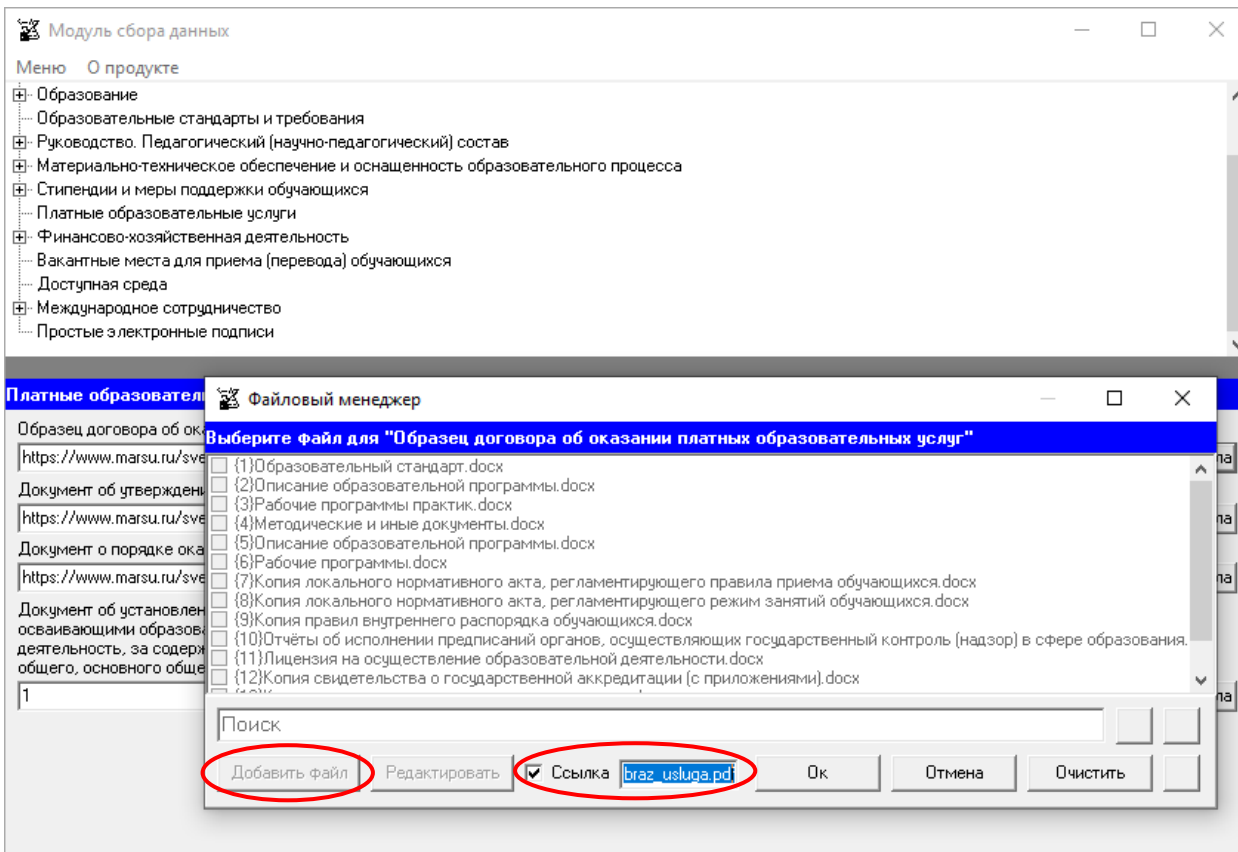 Модуль сбора данных
Меню О продукте
Образование
Образовательные стандарты и требования
Руководство. Педагогический (научно-педагогический) состав
Материально-техническое обеспечение и оснащенность образовательного процесса
Стипендии и меры поддержки обучающихся
Платные образовательные услуги
Финансово-хозяйственная деятельность
Вакантные места для приема (перевода) обучающихся
Доступная среда
Международное сотрудничество
Простые электронные подписи
Платные образовател
Образец договора об ока
https://www.marsu.ru/sve
Документ об утверждени
https://www.marsu.ru/sve
Документ о порядке ока
https://www.marsu.ru/sve
Документ об установлен
осваивающими образова
деятельность, за содерж
общего, основного обще
1
Файловый менеджер
Выберите файл для "Образец договора об оказании платных образовательных услуг"
{1}Образовательный стандарт.docx
{2}Описание образовательной программы.docx
{3}Рабочие программы практик.docx
{4}Методические и иные документы.docx
{5}Описание образовательной программы.docx
{6}Рабочие программы.docx
{7}Копия локального нормативного акта, регламентирующего правила приема обучающихся.docx
{8}Копия локального нормативного акта, регламентирующего режим занятий обучающихся.docx
{9}Копия правил внутреннего распорядка обучающихся.docx
{10}Отчёты об исполнении предписаний органов, осуществляющих государственный контроль (надзор) в сфере образования.
{11}Лицензия на осуществление образовательной деятельности.docx
{12}Копия свидетельства о государственной аккредитации (с приложениями).docx
Поиск
Добавить файл Редактировать Ссылка braz_usluga.pd Ок Отмена Очистить